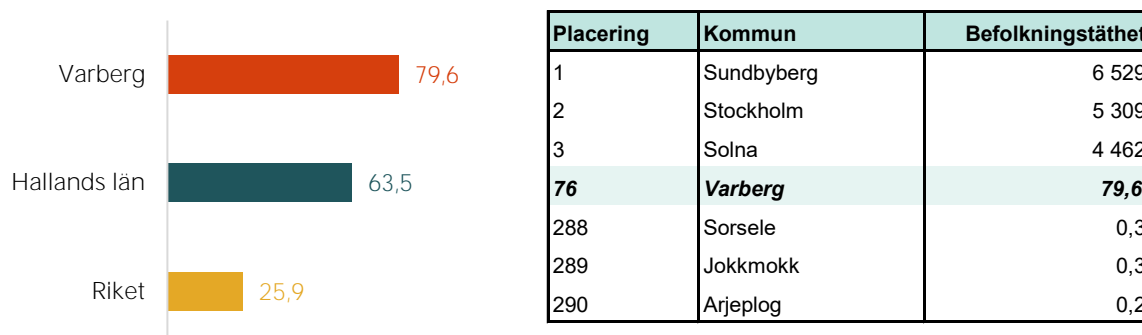 Varberg 79,6
Hallands län 63,5
Riket 25,9
Placering Kommun Befolkningstäthet
1 Sundbyberg 6 529
2 Stockholm 5 309
3 Solna 4 462
76 Varberg 79,6
288 Sorsele 0,3
289 Jokkmokk 0,3
290 Arjeplog 0,2